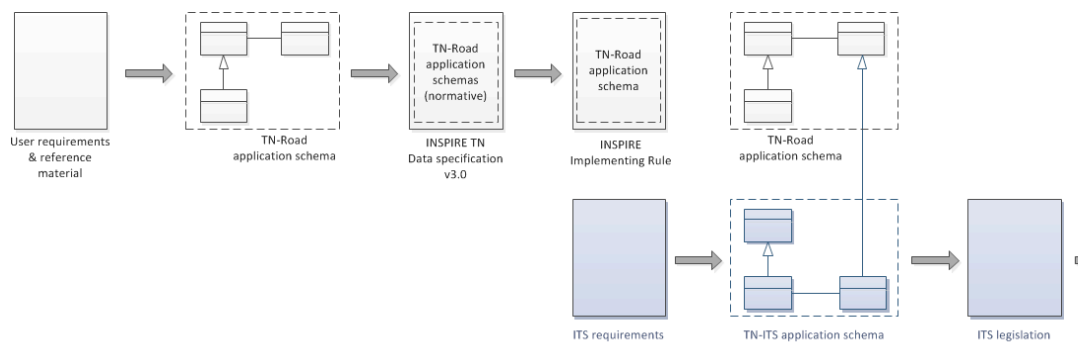 TN-Road
application
schemas
(normative)
TN-Road
application
schema
User requirements
& reference
material
TN-Road
application schema
INSPIRE TN
Data specification
v3.0
INSPIRE
Implementing Rule
TN-Road
application schema
ITS requirements
TN-ITS application schema
ITS legislation